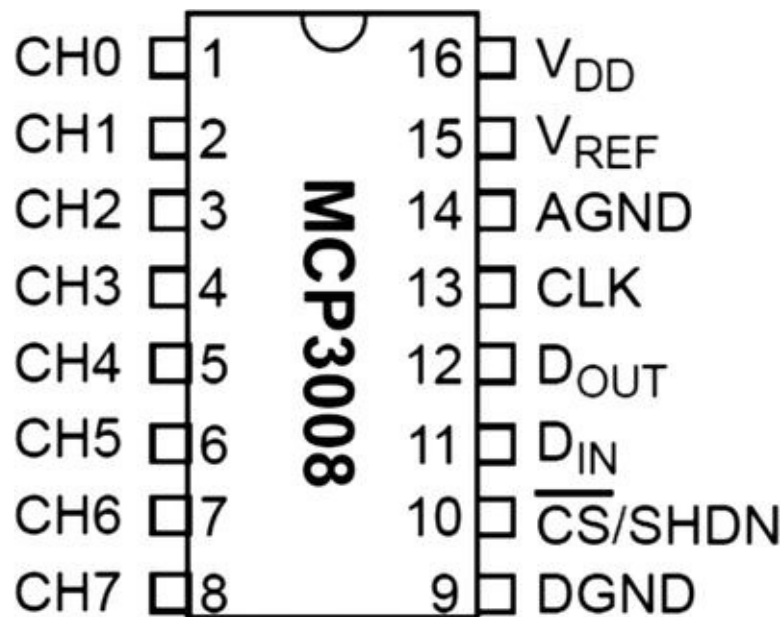 CH0 1 16 VDD
CH1 2 15 VREF
CH2 3 14 AGND
CH3 4 13 CLK
CH4 5 12 DOUT
CH5 6 11 DIN
CH6 7 10 CS/SHDN
CH7 8 9 DGND
MCP3008